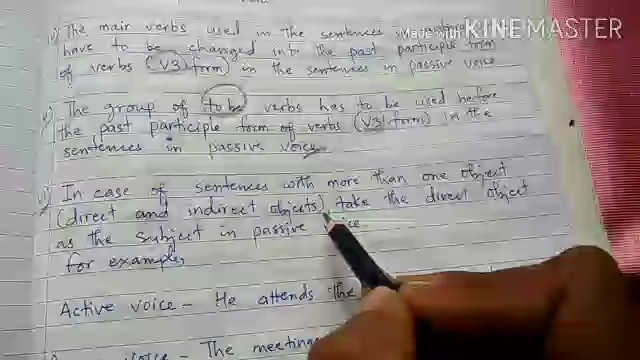 Made with KINEMASTER
iv) The main verbs used in the sentences in
have to be changed into the past participle form
of verbs (V3 form) in the sentences in passive voice
v) The group of to be verbs has to be used before
the past participle form of verbs (V3 forms) in the
sentences in passive voice
In case of sentences with more than one object
(direct and indirect objects) take the direct object
as the subject in passive
for example,
Active voice - He attends the
voice - The meeting